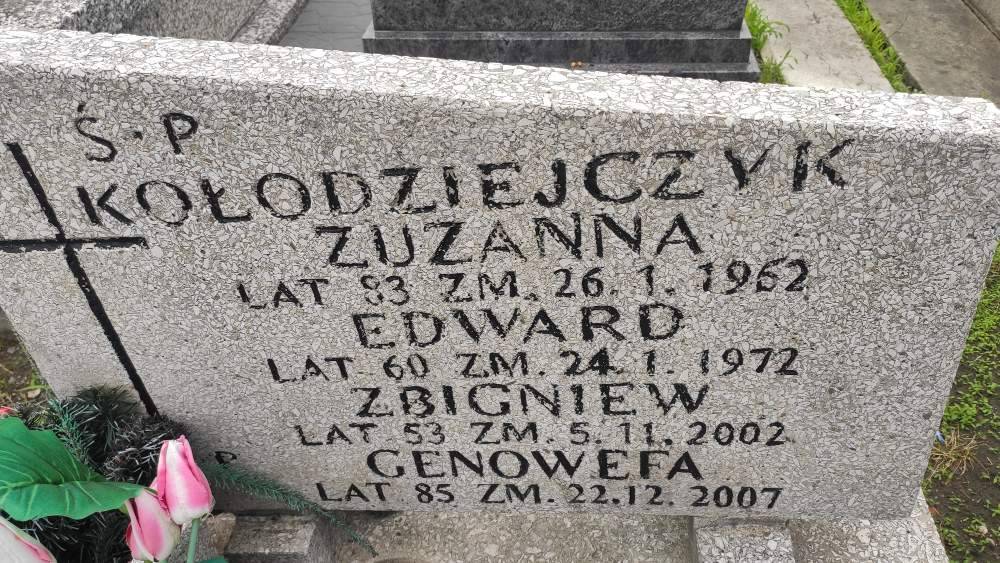 Ś.P
KOŁODZIEJCZYK
ZUZANNA
LAT 83 ZM. 26.1.1962
EDWARD
LAT 60 ZM. 24.1.1972
ZBIGNIEW
LAT 53 ZM. 5.11.2002
GENOWEFA
LAT 85 ZM. 22.12.2007